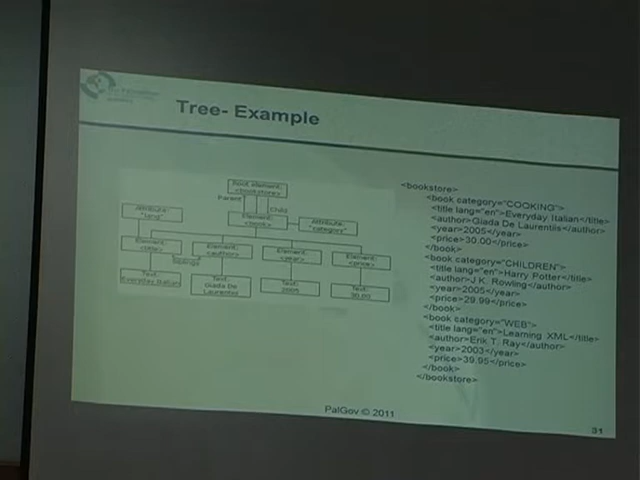 Tree- Example
Root element:
<bookstore>
Parent
Child
Attribute:
"lang"
Element:
<book>
Attribute:
"category"
Element:
<title>
Element:
<author>
Element:
<year>
Element:
<price>
Siblings
Text:
Everyday Italian
Text:
Giada De
Laurentiis
Text:
2005
Text:
30.00
<bookstore>
<book category="COOKING">
<title lang="en">Everyday Italian</title>
<author>Giada De Laurentiis</author>
<year>2005</year>
<price>30.00</price>
</book>
<book category="CHILDREN">
<title lang="en">Harry Potter</title>
<author>J K. Rowling</author>
<year>2005</year>
<price>29.99</price>
</book>
<book category="WEB">
<title lang="en">Learning XML</title>
<author>Erik T. Ray</author>
<year>2003</year>
<price>39.95</price>
</book>
</bookstore>
PalGov © 2011
31